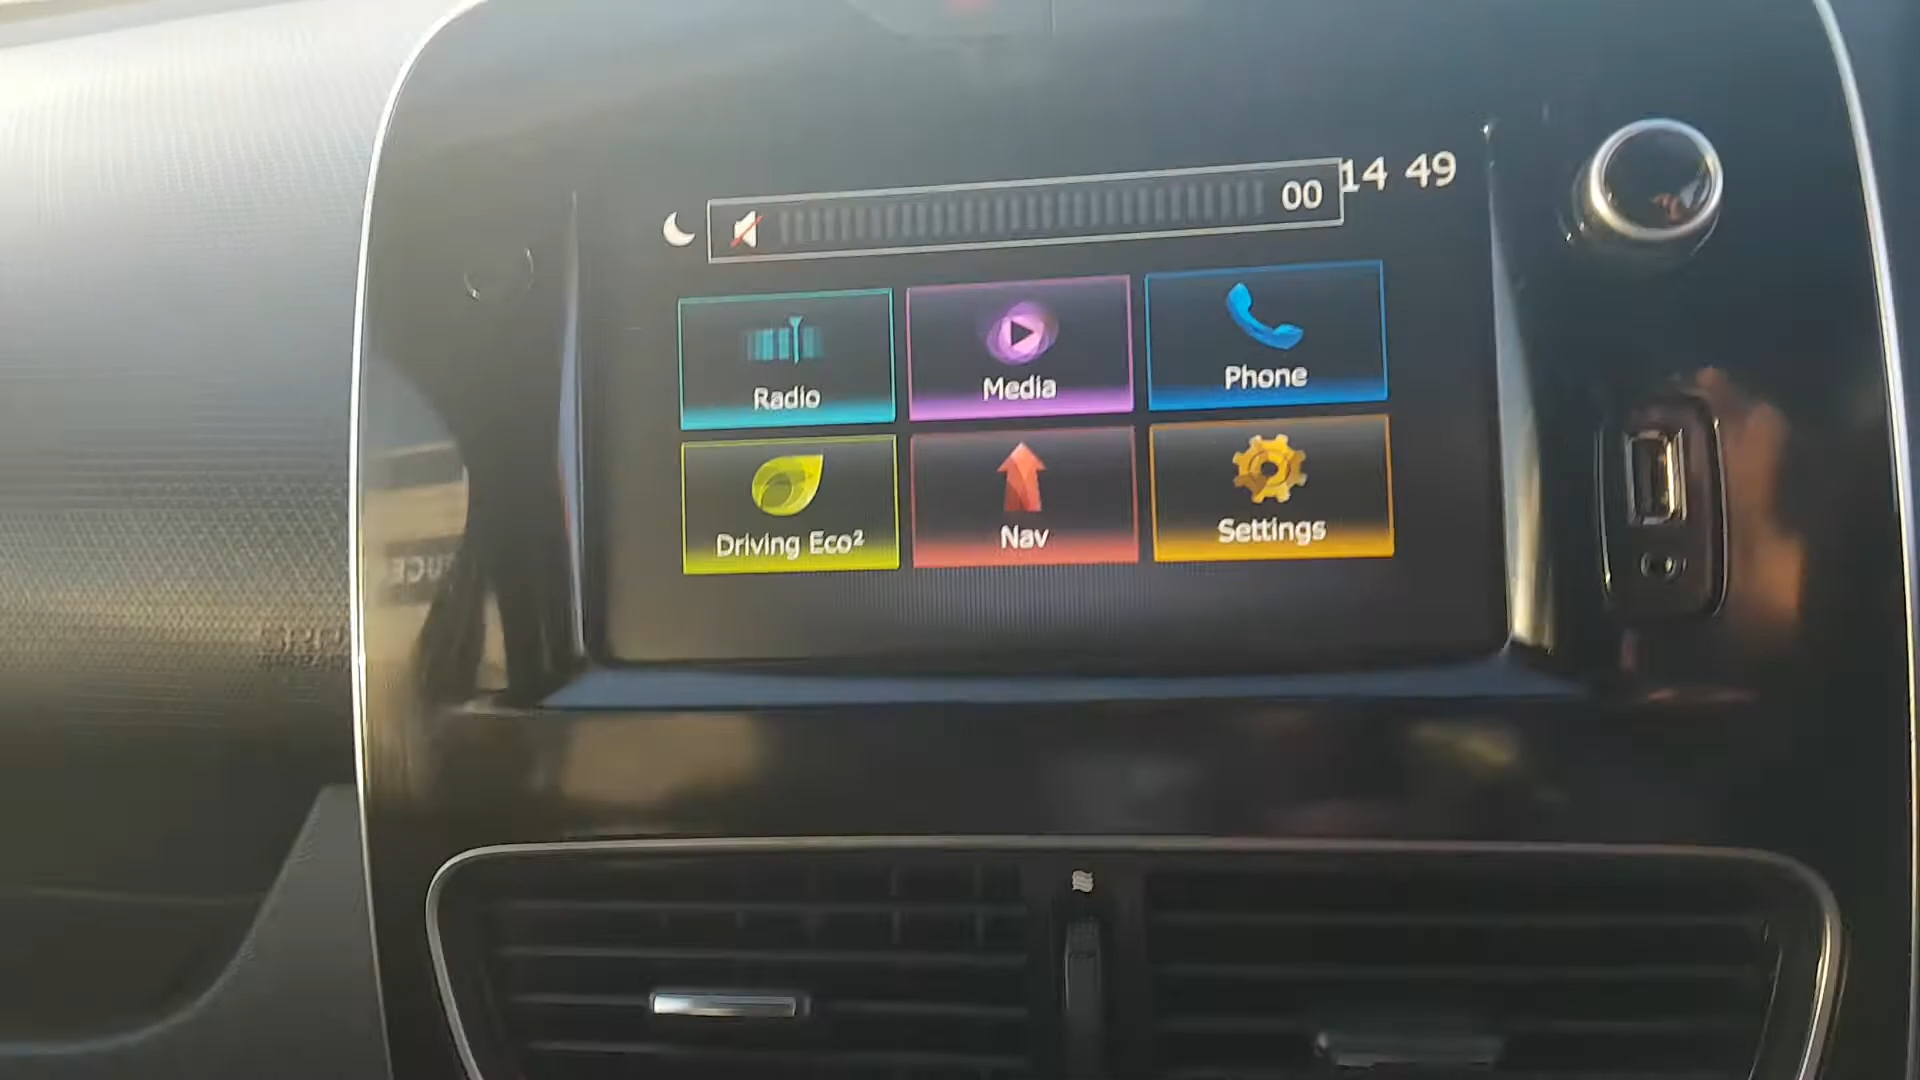 00
14 49
Radio
Media
Phone
Driving Eco²
Nav
Settings